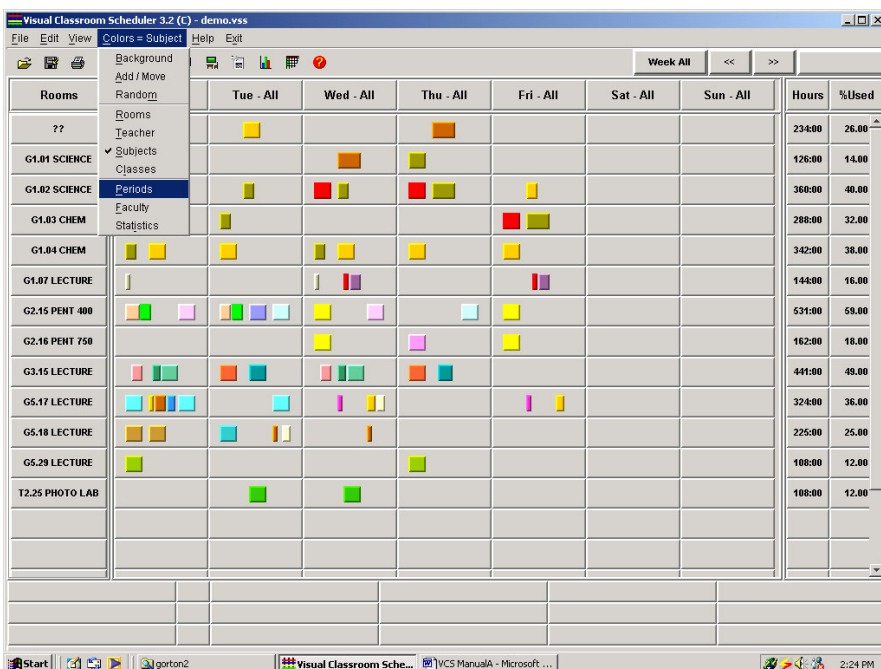 Visual Classroom Scheduler 3.2 (C) - demo.vss
File Edit View Colors = Subject Help Exit
Week All << >>
Background
Add / Move
Random
Rooms
Teacher
Subjects
Classes
Periods
Faculty
Statistics
Rooms Tue - All Wed - All Thu - All Fri - All Sat - All Sun - All Hours %Used
?? 234:00 26.00
G1.01 SCIENCE 126:00 14.00
G1.02 SCIENCE 360:00 40.00
G1.03 CHEM 288:00 32.00
G1.04 CHEM 342:00 38.00
G1.07 LECTURE 144:00 16.00
G2.15 PENT 400 531:00 59.00
G2.16 PENT 750 162:00 18.00
G3.15 LECTURE 441:00 49.00
G5.17 LECTURE 324:00 36.00
G5.18 LECTURE 225:00 25.00
G5.29 LECTURE 108:00 12.00
T2.25 PHOTO LAB 108:00 12.00
Start gorton2 Visual Classroom Sche... VCS ManualA - Microsoft ... 2:24 PM